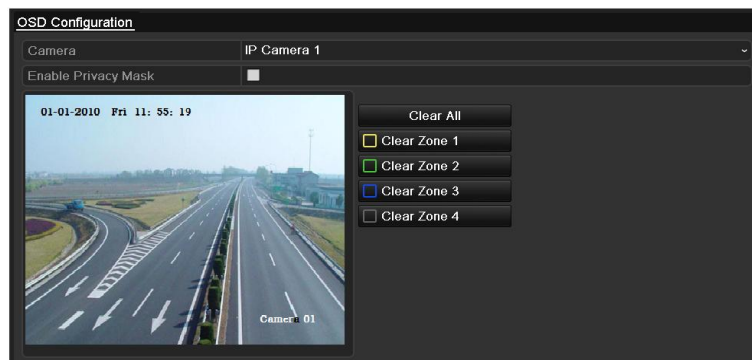 OSD Configuration
Camera IP Camera 1
Enable Privacy Mask
01-01-2010 Fri 11: 55: 19
Clear All
Clear Zone 1
Clear Zone 2
Clear Zone 3
Clear Zone 4
Camera 01